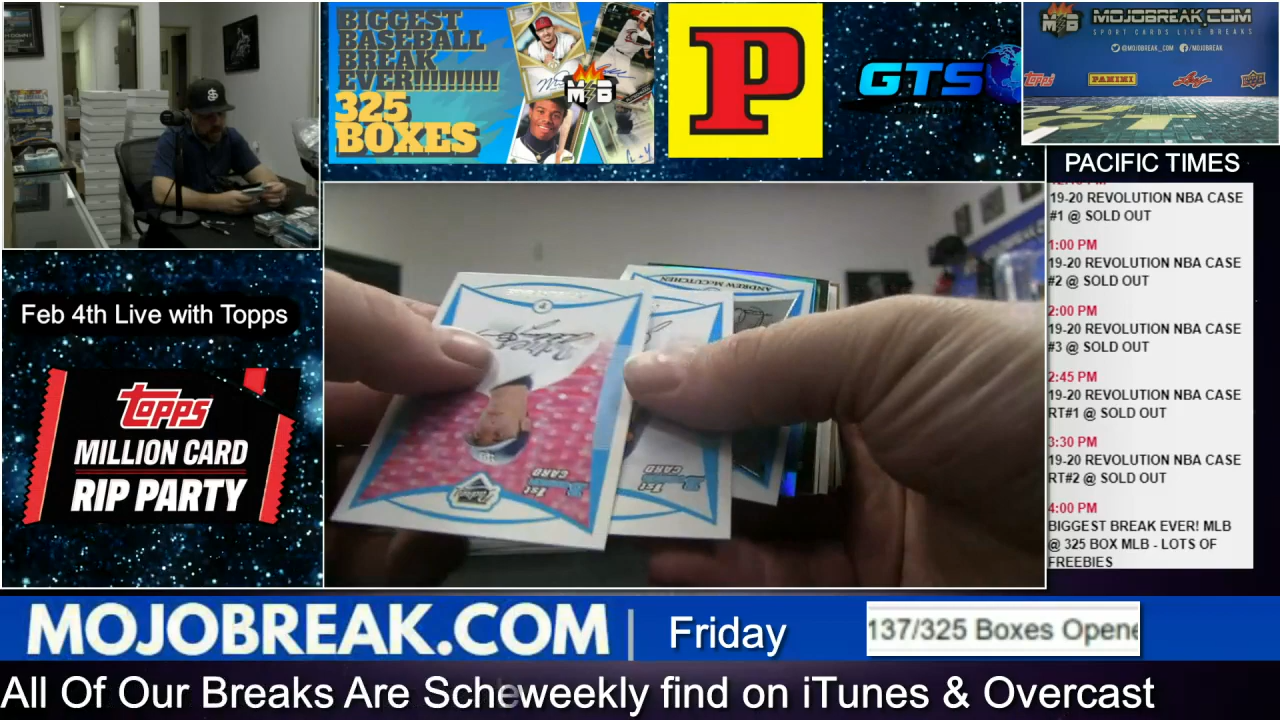 BIGGEST
BASEBALL
BREAK
EVER!!!!!!!!!!!
325
BOXES
M B
P
GTS
M B MOJOBREAK.COM
SPORT CARDS LIVE BREAKS
@MOJOBREAK_COM /MOJOBREAK
Topps PANINI Leaf
PACIFIC TIMES
19-20 REVOLUTION NBA CASE
#1 @ SOLD OUT
1:00 PM
19-20 REVOLUTION NBA CASE
#2 @ SOLD OUT
2:00 PM
19-20 REVOLUTION NBA CASE
#3 @ SOLD OUT
2:45 PM
19-20 REVOLUTION NBA CASE
RT#1 @ SOLD OUT
3:30 PM
19-20 REVOLUTION NBA CASE
RT#2 @ SOLD OUT
4:00 PM
BIGGEST BREAK EVER! MLB
@ 325 BOX MLB - LOTS OF
FREEBIES
Feb 4th Live with Topps
Topps
MILLION CARD
RIP PARTY
ANDREW McCUTCHEN
1st
CARD
CARD
MOJOBREAK.COM | Friday
137/325 Boxes Opene
All Of Our Breaks Are Scheweekly find on iTunes & Overcast